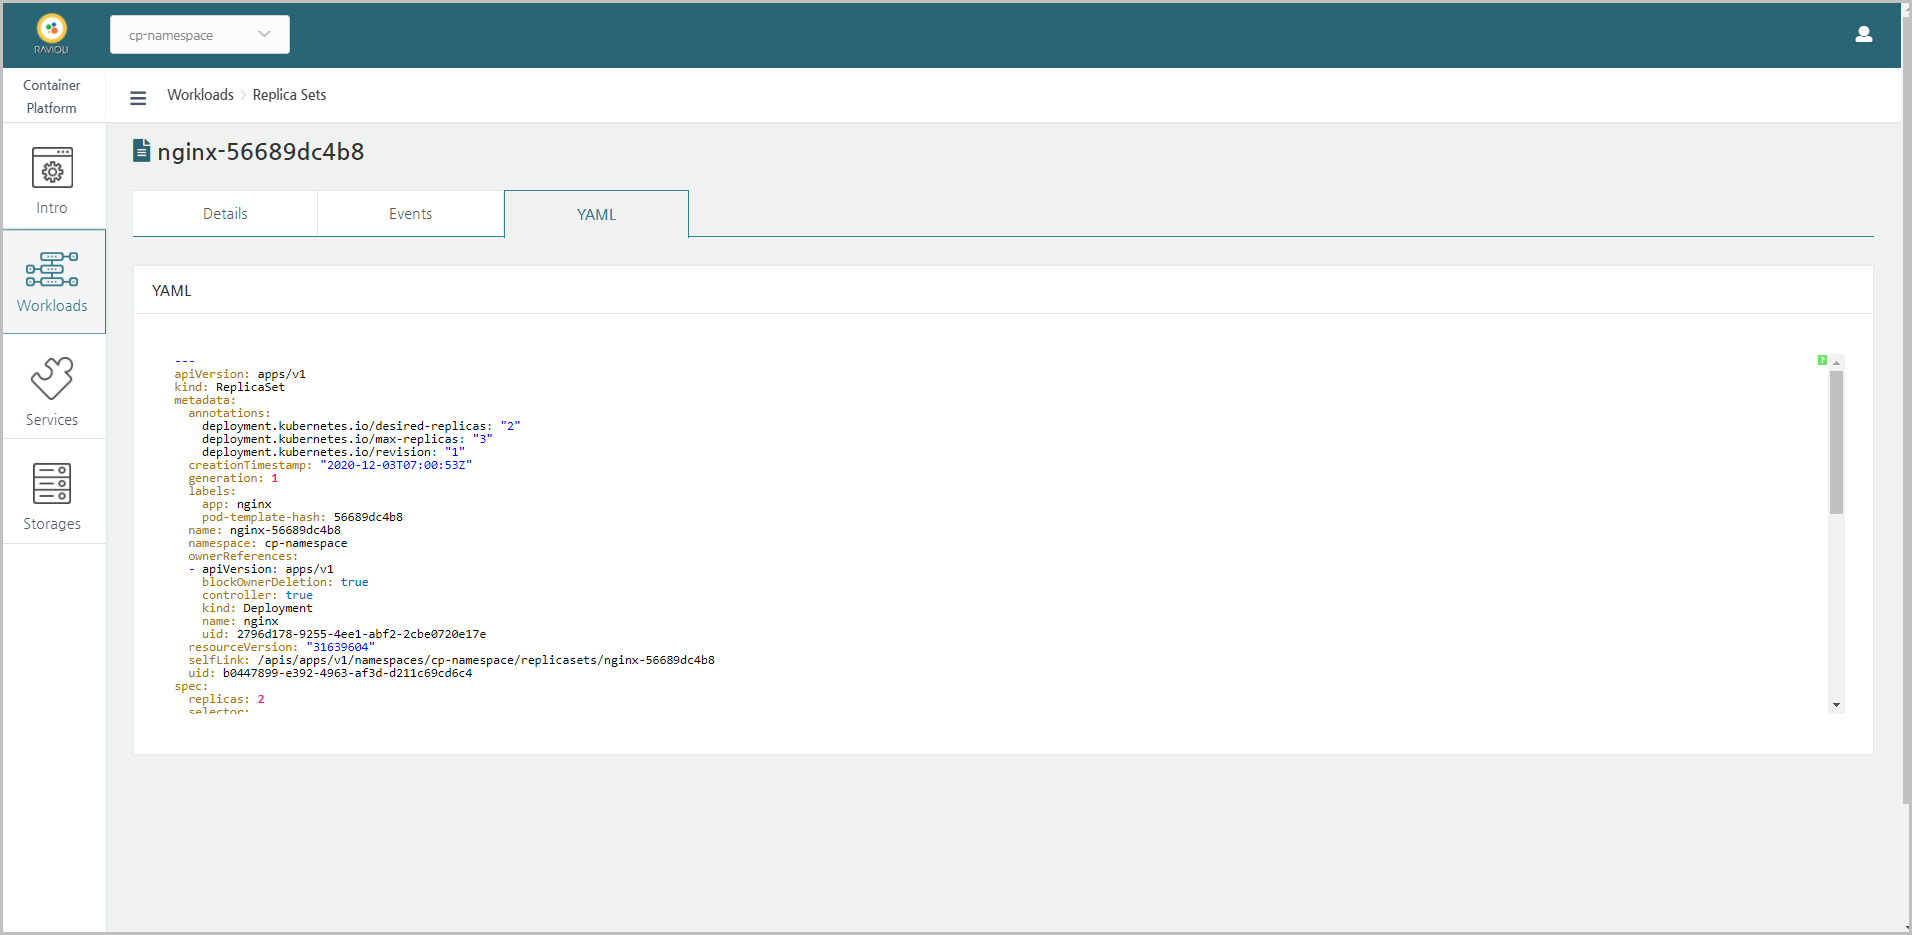 RAVIOLI
cp-namespace
Container
Platform
Workloads
Replica Sets
Intro
Workloads
Services
Storages
nginx-56689dc4b8
Details
Events
YAML
YAML
---
apiVersion: apps/v1
kind: ReplicaSet
metadata:
  annotations:
    deployment.kubernetes.io/desired-replicas: "2"
    deployment.kubernetes.io/max-replicas: "3"
    deployment.kubernetes.io/revision: "1"
  creationTimestamp: "2020-12-03T07:00:53Z"
  generation: 1
  labels:
    app: nginx
    pod-template-hash: 56689dc4b8
  name: nginx-56689dc4b8
  namespace: cp-namespace
  ownerReferences:
  - apiVersion: apps/v1
    blockOwnerDeletion: true
    controller: true
    kind: Deployment
    name: nginx
    uid: 2796d178-9255-4ee1-abf2-2cbe0720e17e
  resourceVersion: "31639604"
  selfLink: /apis/apps/v1/namespaces/cp-namespace/replicasets/nginx-56689dc4b8
  uid: b0447899-e392-4963-af3d-d211c69cd6c4
spec:
  replicas: 2
  selector:
?